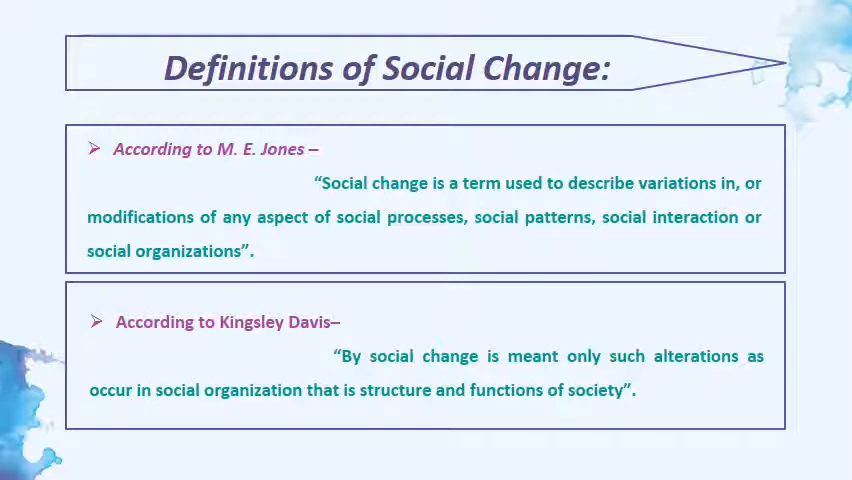 Definitions of Social Change:
➢ According to M. E. Jones –
“Social change is a term used to describe variations in, or
modifications of any aspect of social processes, social patterns, social interaction or
social organizations”.
➢ According to Kingsley Davis–
“By social change is meant only such alterations as
occur in social organization that is structure and functions of society”.